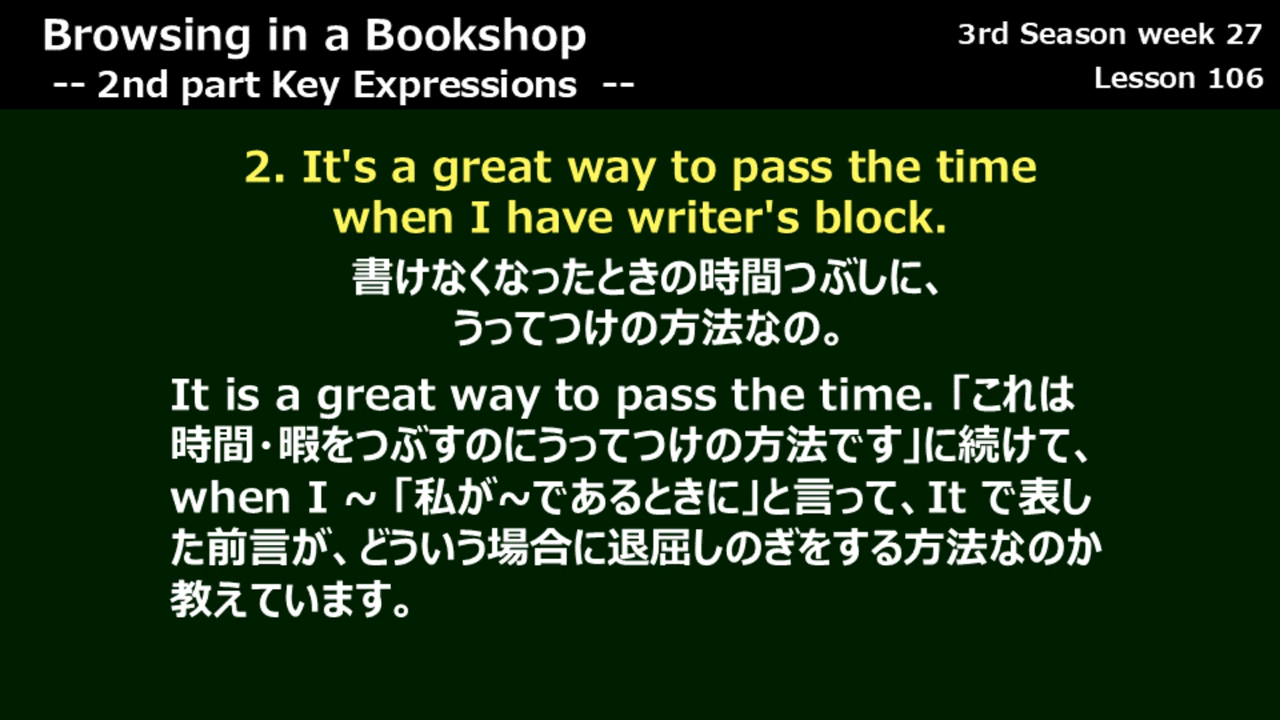 Browsing in a Bookshop
3rd Season week 27
-- 2nd part Key Expressions --
Lesson 106
2. It's a great way to pass the time
when I have writer's block.
書けなくなったときの時間つぶしに、
うってつけの方法なの。
It is a great way to pass the time. 「これは
時間・暇をつぶすのにうってつけの方法です」に続けて、
when I ~ 「私が~であるときに」と言って、It で表し
た前言が、どういう場合に退屈しのぎをする方法なのか
教えています。